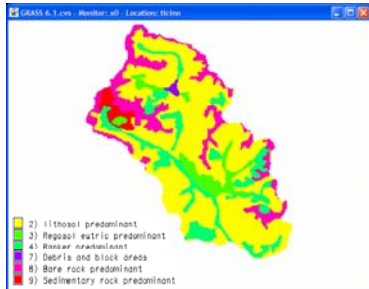 GRASS 6.1.cvs - Monitor: x0 - Location: ticino
2) lithosol predominant
3) Regosol eutric predominant
4) Ranker predominant
7) Debris and block areas
8) Bare rock predominant
9) Sedimentary rock predominant